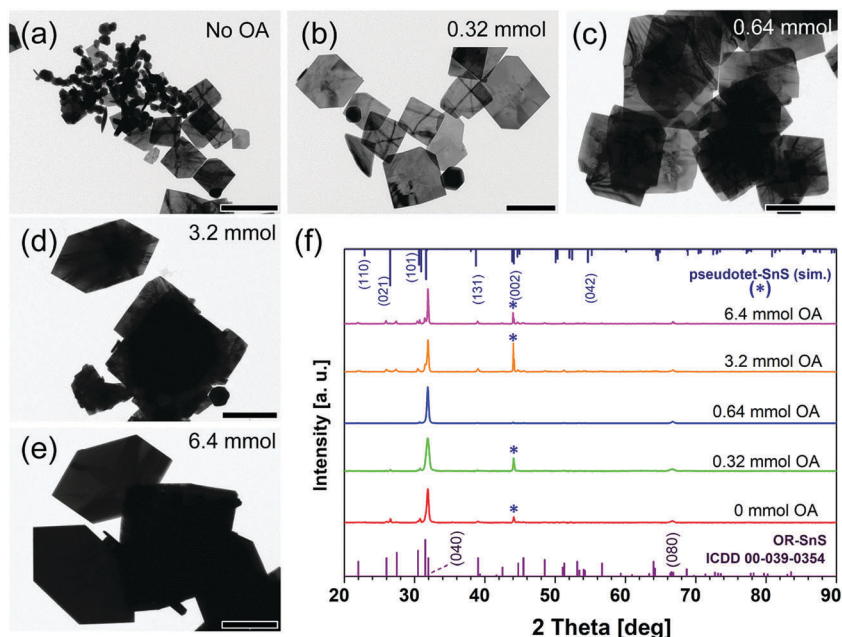 (a)
No OA
(b)
0.32 mmol
(c)
0.64 mmol
(d)
3.2 mmol
(e)
6.4 mmol
(f)
(110)
(021)
(101)
(131)
(002)
(042)
pseudotet-SnS (sim.)
(*)
*
6.4 mmol OA
*
3.2 mmol OA
0.64 mmol OA
*
0.32 mmol OA
*
0 mmol OA
(040)
(080)
OR-SnS
ICDD 00-039-0354
Intensity [a. u.]
20 30 40 50 60 70 80 90
2 Theta [deg]